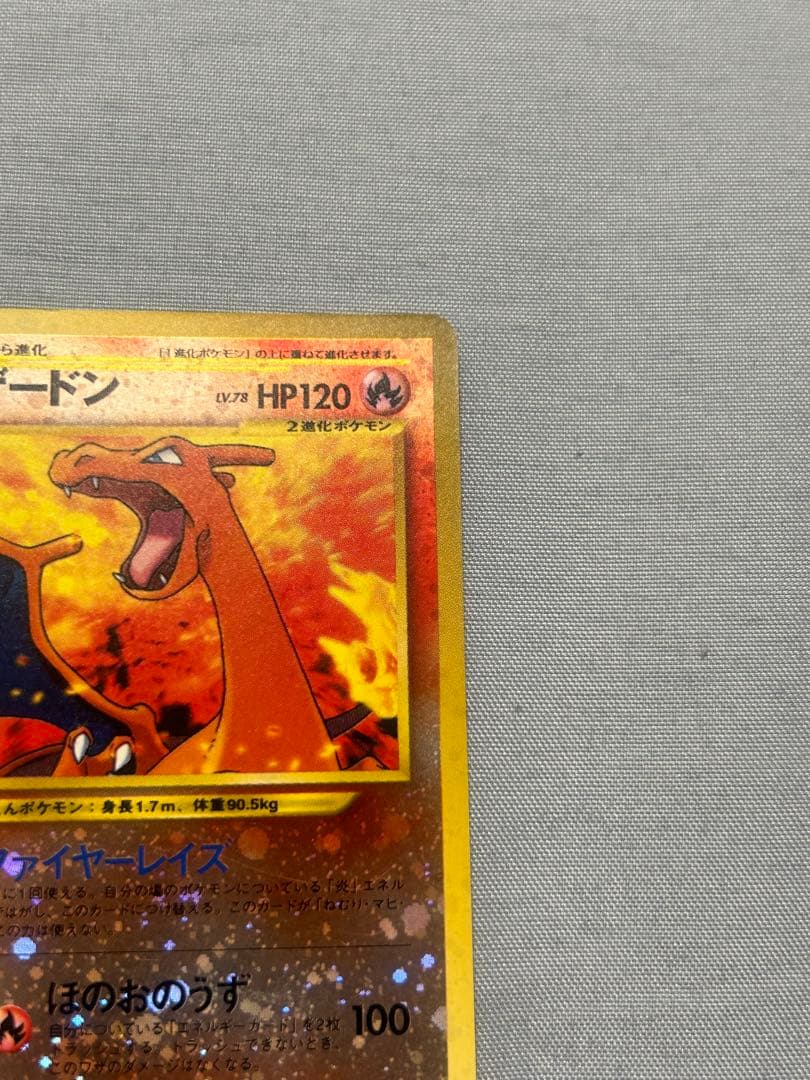 ら進化
「1進化ポケモン」の上に重ねて進化させます。
ードン LV.78 HP120
2進化ポケモン
んポケモン：身長1.7m、体重90.5kg
ファイヤーレイズ
に1回使える。自分の場のポケモンについている「炎」エネル
はがし、このカードにつけ替える。このカードが「ねむり・マヒ・
の力は使えない。
ほのおのうず 100
自分についている「エネルギーカード」を2枚
トラッシュする。トラッシュできないとき、
このワザのダメージはなくなる。